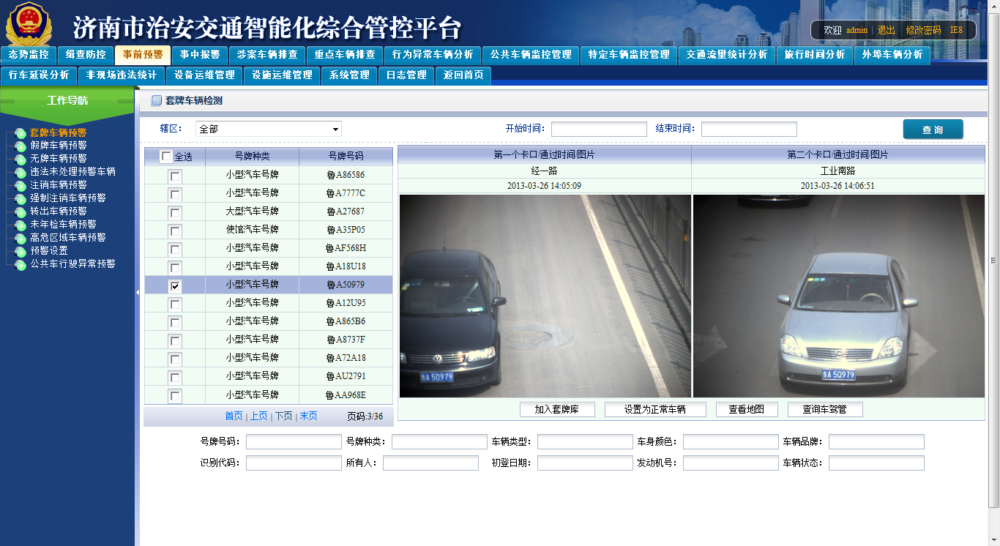 济南市治安交通智能化综合管控平台
欢迎 admin | 退出 修改密码 IE8
态势监控 缉查防控 事前预警 事中报警 涉案车辆排查 重点车辆排查 行为异常车辆分析 公共车辆监控管理 特定车辆监控管理 交通流量统计分析 旅行时间分析 外埠车辆分析
行车延误分析 非现场违法统计 设备运维管理 设施运维管理 系统管理 日志管理 返回首页
工作导航
套牌车辆预警
假牌车辆预警
无牌车辆预警
违法未处理预警车辆
注销车辆预警
强制注销车辆预警
转出车辆预警
未年检车辆预警
高危区域车辆预警
预警设置
公共车行驶异常预警
套牌车辆检测
辖区： 全部 开始时间： 结束时间： 查 询
全选 号牌种类 号牌号码
小型汽车号牌 鲁A86586
小型汽车号牌 鲁A7777C
大型汽车号牌 鲁A27687
使馆汽车号牌 鲁A35P05
小型汽车号牌 鲁AF568H
小型汽车号牌 鲁A18U18
小型汽车号牌 鲁A50979
小型汽车号牌 鲁A12U95
小型汽车号牌 鲁A865B6
小型汽车号牌 鲁A8737F
小型汽车号牌 鲁A72A18
小型汽车号牌 鲁AU2791
小型汽车号牌 鲁AA968E
首页 | 上页 | 下页 | 末页 页码:3/36
第一个卡口/通过时间/图片 第二个卡口/通过时间/图片
经一路 工业南路
2013-03-26 14:05:09 2013-03-26 14:06:51
鲁A 50979 鲁A 50979
加入套牌库 设置为正常车辆 查看地图 查询车驾管
号牌号码： 号牌种类： 车辆类型： 车身颜色： 车辆品牌：
识别代码： 所有人： 初登日期： 发动机号： 车辆状态：